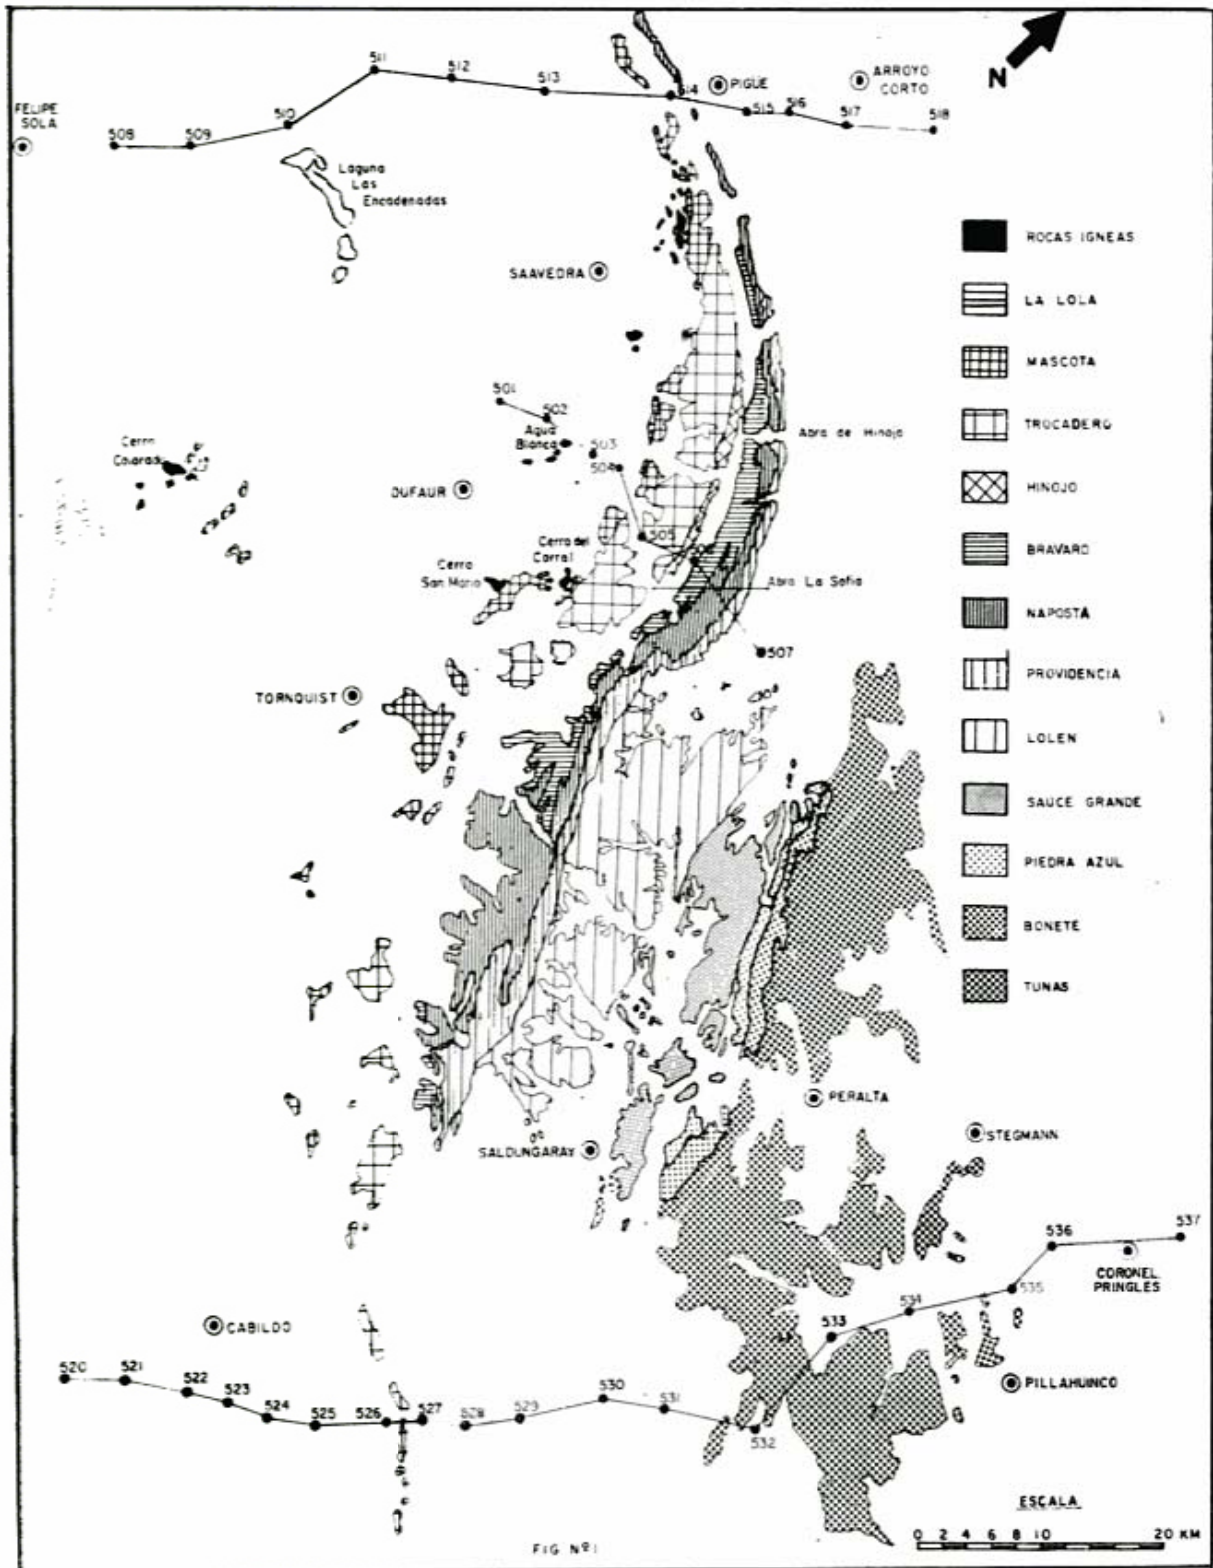 N
511
512
513
514
PIGÜE
ARROYO
CORTO
FELIPE
SOLA
508
509
510
515
516
517
518
Laguna
Las
Encadenadas
SAAVEDRA
ROCAS IGNEAS
LA LOLA
MASCOTA
TROCADERO
HINOJO
BRAVARD
NAPOSTÁ
PROVIDENCIA
LOLEN
SAUCE GRANDE
PIEDRA AZUL
BONETE
TUNAS
501
502
Agua
Blanca
503
504
Abra de Hinojo
Cerro
Colorado
DUFAUR
505
506
Cerro del
Corral
Cerro
San Mario
Abra La Sofia
507
TORNQUIST
PERALTA
STEGMANN
SALDUNGARAY
536
537
CORONEL
PRINGLES
535
534
533
CABILDO
PILLAHUINCO
520
521
522
523
524
525
526
527
528
529
530
531
532
ESCALA
0 2 4 6 8 10 20 KM
FIG Nº1